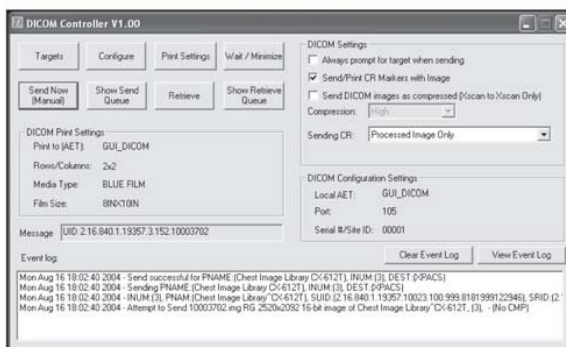 DICOM Controller V1.00
Targets
Configure
Print Settings
Wait / Minimize
Send Now
(Manual)
Show Send
Queue
Retrieve
Show Retrieve
Queue
DICOM Settings
Always prompt for target when sending
Send/Print CR Markers with Image
Send DICOM images as compressed (Xscan to Xscan Only)
Compression: High
Sending CR: Processed Image Only
DICOM Print Settings
Print to (AET): GUI_DICOM
Rows/Columns: 2x2
Media Type: BLUE FILM
Film Size: 8INX10IN
DICOM Configuration Settings
Local AET: GUI_DICOM
Port: 105
Serial #/Site ID: 00001
Message UID 2.16.840.1.19357.3.152.10003702
Event log:
Clear Event Log
View Event Log
Mon Aug 16 18:02:40 2004 - Send successful for PNAME:(Chest Image Library CX-612T), INUM:(3), DEST:(XPACS)
Mon Aug 16 18:02:40 2004 - Sending PNAME:(Chest Image Library CX-612T), INUM:(3), DEST:(XPACS)
Mon Aug 16 18:02:40 2004 - INUM:(3), PNAM:(Chest Image Library^CX-612T), SUID:(2.16.840.1.19357.10023.100.999.8181999122946), SRID:(2.
Mon Aug 16 18:02:40 2004 - Attempt to Send 10003702.img RG 2520x2092 16-bit image of Chest Image Library^CX-612T, (3), - (No CMP)